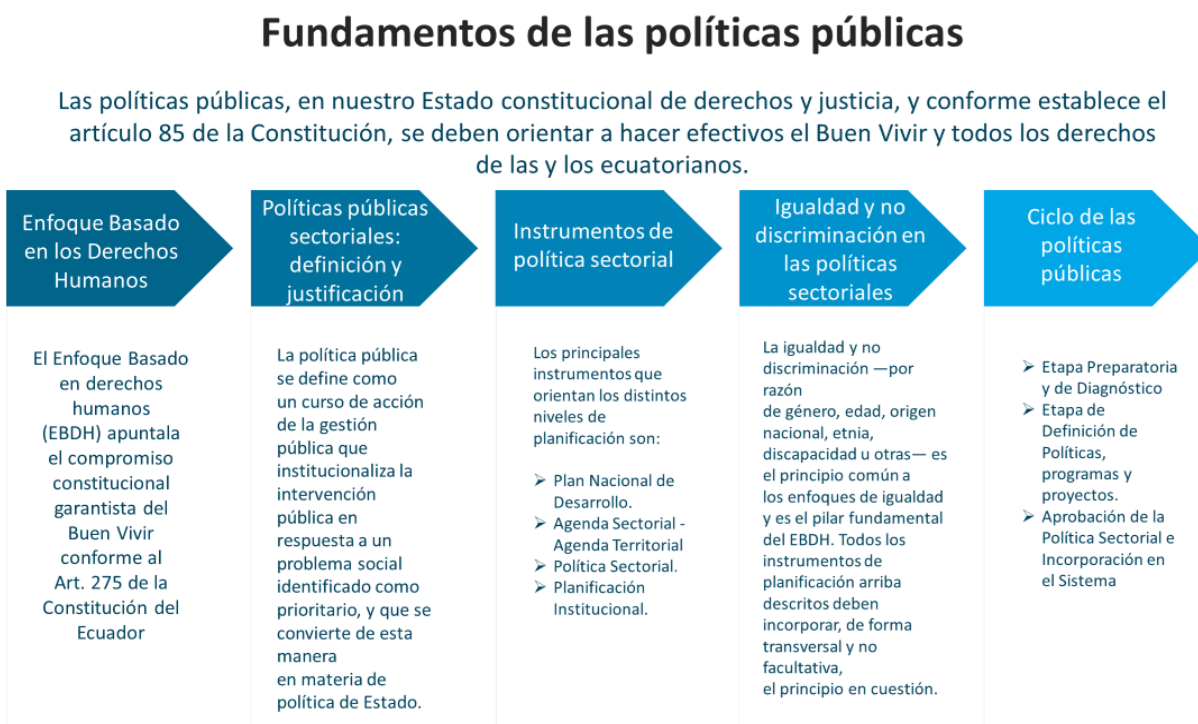 Fundamentos de las políticas públicas
Las políticas públicas, en nuestro Estado constitucional de derechos y justicia, y conforme establece el
artículo 85 de la Constitución, se deben orientar a hacer efectivos el Buen Vivir y todos los derechos
de las y los ecuatorianos.
Enfoque Basado
en los Derechos
Humanos
El Enfoque Basado
en derechos
humanos
(EBDH) apuntala
el compromiso
constitucional
garantista del
Buen Vivir
conforme al
Art. 275 de la
Constitución del
Ecuador
Políticas públicas
sectoriales:
definición y
justificación
La política pública
se define como
un curso de acción
de la gestión
pública que
institucionaliza la
intervención
pública en
respuesta a un
problema social
identificado como
prioritario, y que se
convierte de esta
manera
en materia de
política de Estado.
Instrumentos de
política sectorial
Los principales
instrumentos que
orientan los distintos
niveles de
planificación son:
➢ Plan Nacional de
Desarrollo.
➢ Agenda Sectorial -
Agenda Territorial
➢ Política Sectorial.
➢ Planificación
Institucional.
Igualdad y no
discriminación en
las políticas
sectoriales
La igualdad y no
discriminación —por
razón
de género, edad, origen
nacional, etnia,
discapacidad u otras— es
el principio común a
los enfoques de igualdad
y es el pilar fundamental
del EBDH. Todos los
instrumentos de
planificación arriba
descritos deben
incorporar, de forma
transversal y no
facultativa,
el principio en cuestión.
Ciclo de las
políticas
públicas
➢ Etapa Preparatoria
y de Diagnóstico
➢ Etapa de
Definición de
Políticas,
programas y
proyectos.
➢ Aprobación de la
Política Sectorial e
Incorporación en
el Sistema